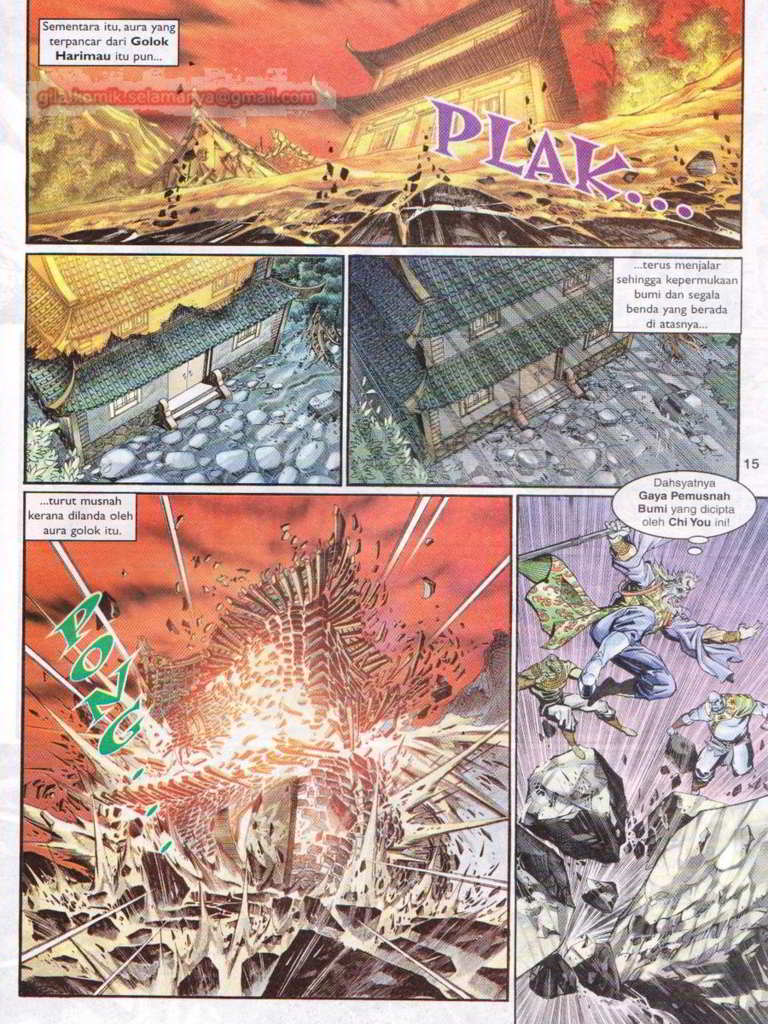 Sementara itu, aura yang
terpancar dari Golok
Harimau itu pun...
gila.komik.selamanya@gmail.com
PLAK...
...terus menjalar
sehingga kepermukaan
bumi dan segala
benda yang berada
di atasnya...
15
...turut musnah
kerana dilanda oleh
aura golok itu.
PONG...
Dahsyatnya
Gaya Pemusnah
Bumi yang dicipta
oleh Chi You ini!